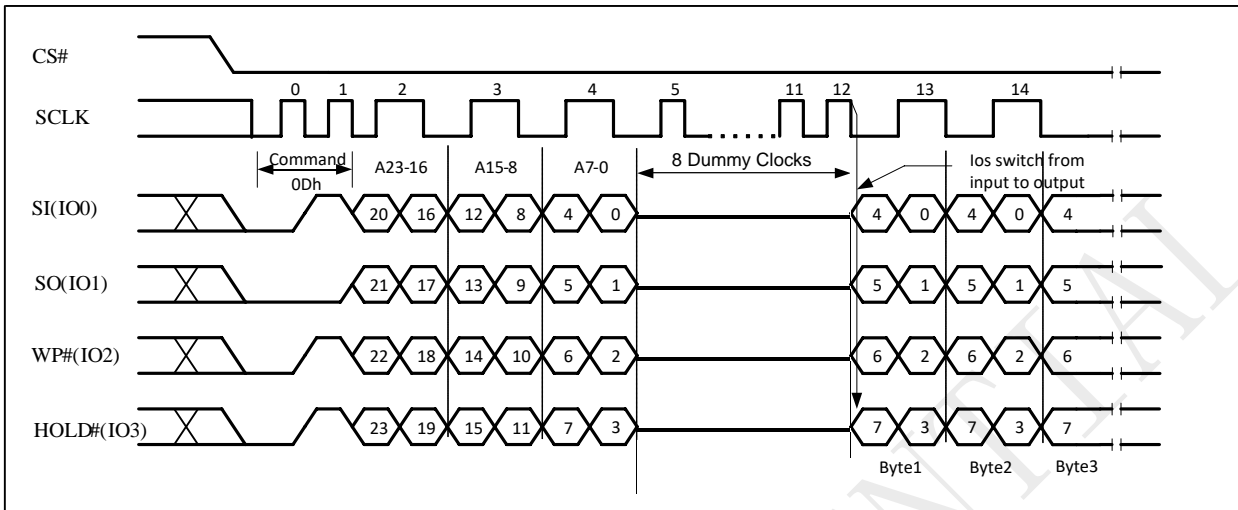 CS#
0 1 2 3 4 5 11 12 13 14
SCLK
Command
0Dh
A23-16 A15-8 A7-0
8 Dummy Clocks
Ios switch from
input to output
SI(IO0) 20 16 12 8 4 0 4 0 4 0 4
SO(IO1) 21 17 13 9 5 1 5 1 5 1 5
WP#(IO2) 22 18 14 10 6 2 6 2 6 2 6
HOLD#(IO3) 23 19 15 11 7 3 7 3 7 3 7
Byte1 Byte2 Byte3
NTIAI